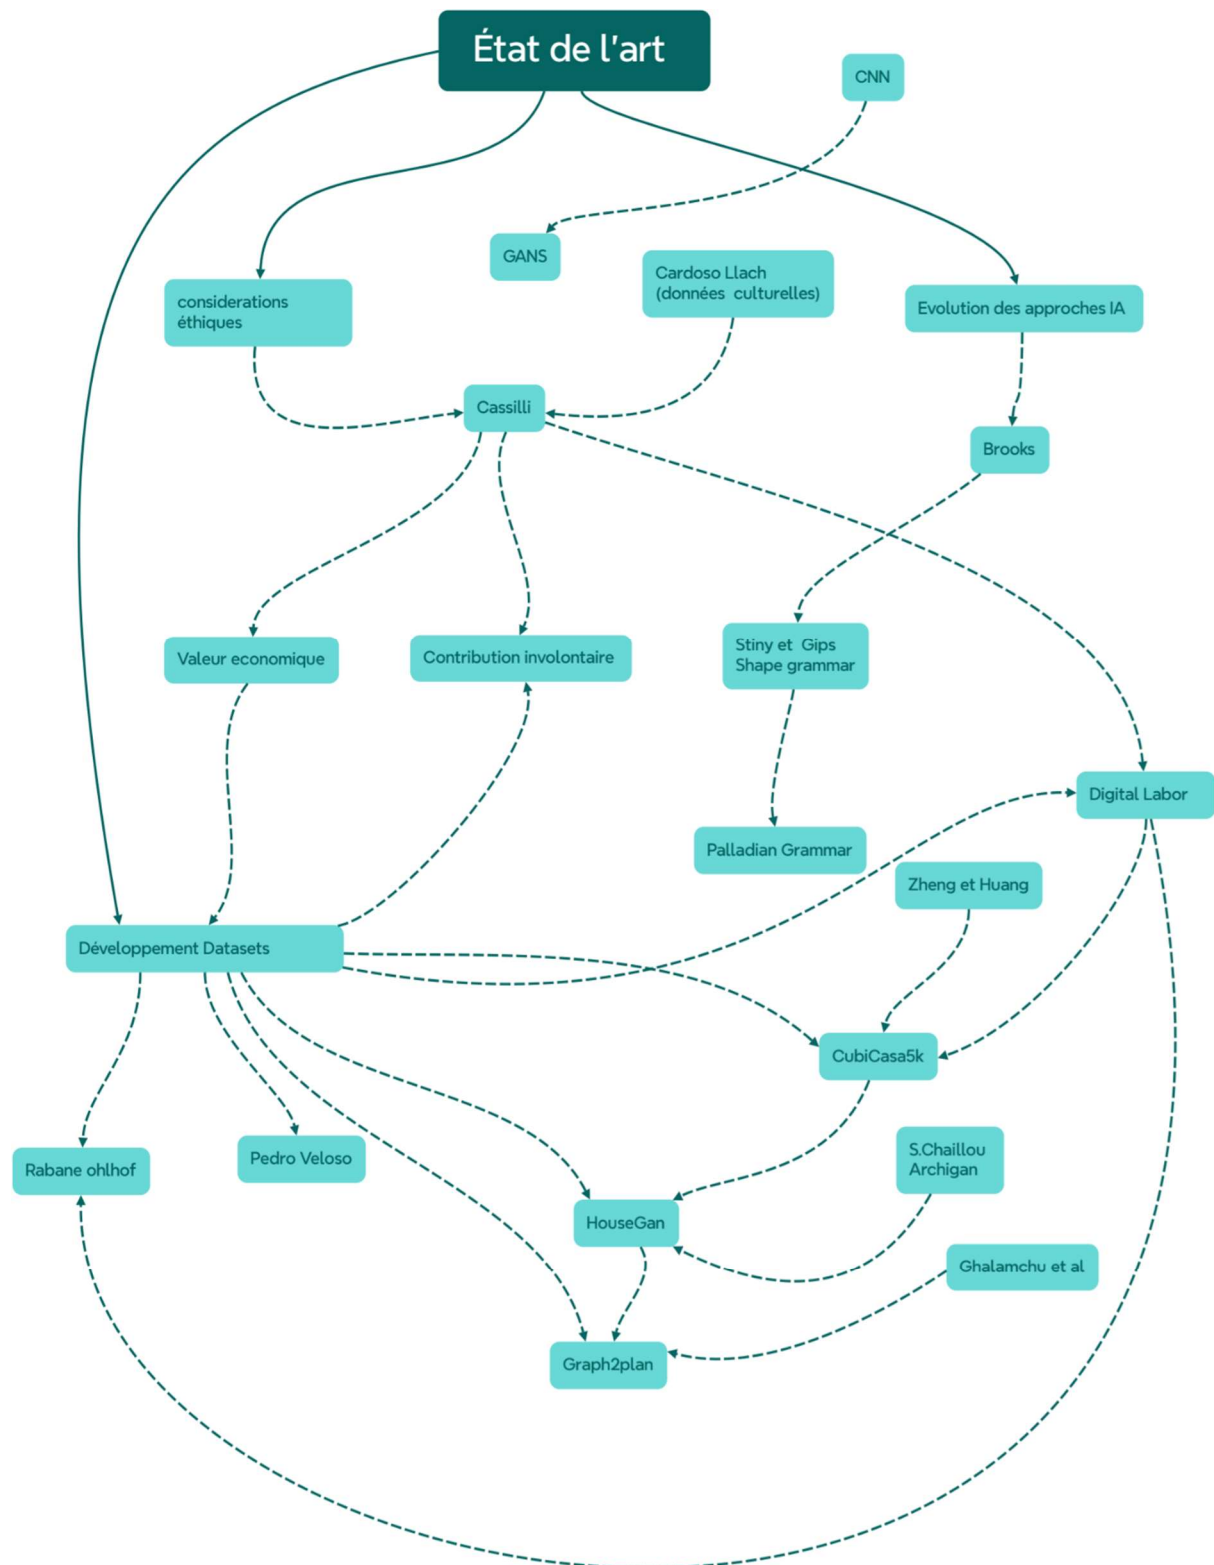 État de l'art
CNN
GANS
Cardoso Llach
(données culturelles)
considerations
éthiques
Evolution des approches IA
Cassilli
Brooks
Valeur economique
Contribution involontaire
Stiny et Gips
Shape grammar
Digital Labor
Palladian Grammar
Zheng et Huang
Développement Datasets
CubiCasa5k
Rabane ohlhof
Pedro Veloso
S.Chaillou
Archigan
HouseGan
Ghalamchu et al
Graph2plan